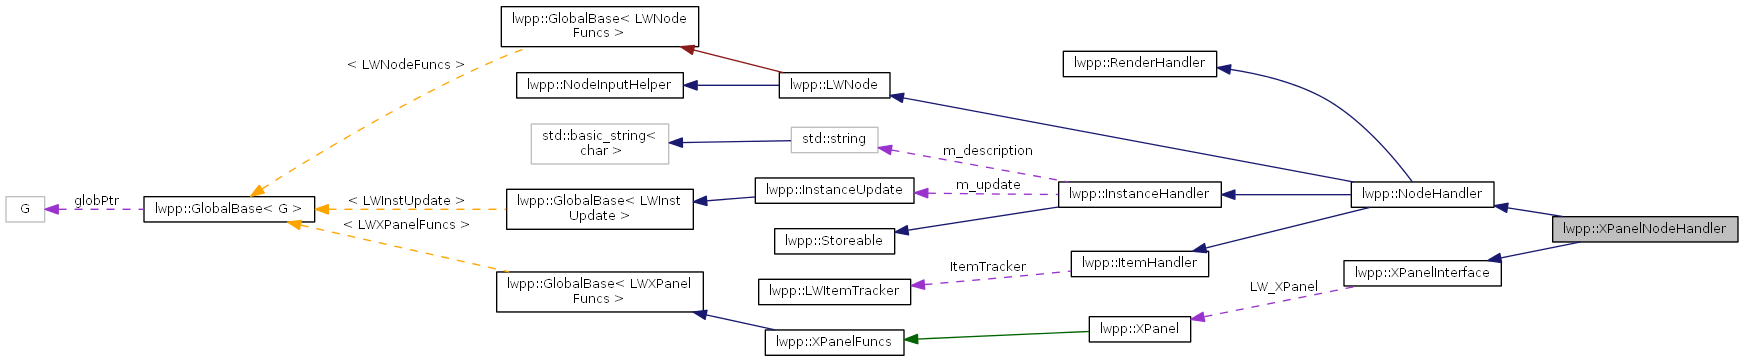 lwpp::GlobalBase< LWNode
Funcs >
< LWNodeFuncs >
lwpp::NodeInputHelper
lwpp::LWNode
lwpp::RenderHandler
std::basic_string<
char >
std::string
m_description
m_update
G
globPtr
lwpp::GlobalBase< G >
< LWInstUpdate >
< LWXPanelFuncs >
lwpp::GlobalBase< LWInst
Update >
lwpp::InstanceUpdate
lwpp::InstanceHandler
lwpp::NodeHandler
lwpp::XPanelNodeHandler
lwpp::Storeable
lwpp::ItemHandler
ItemTracker
lwpp::LWItemTracker
lwpp::XPanelInterface
LW_XPanel
lwpp::GlobalBase< LWXPanel
Funcs >
lwpp::XPanelFuncs
lwpp::XPanel